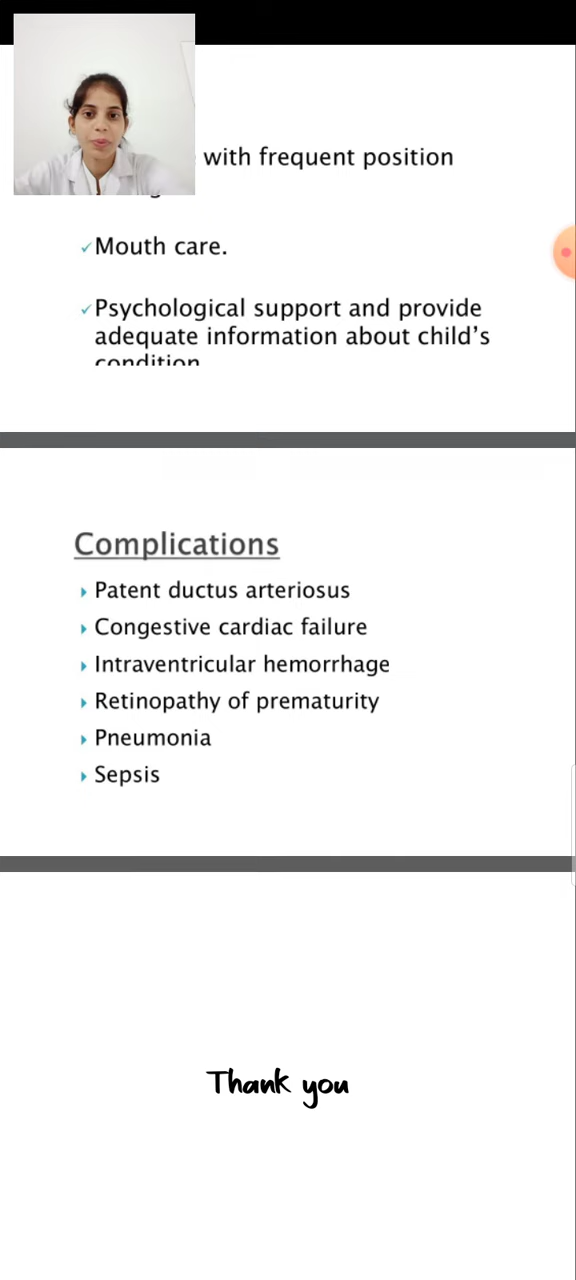 with frequent position
✓Mouth care.
✓Psychological support and provide
adequate information about child's
condition
Complications
Patent ductus arteriosus
Congestive cardiac failure
Intraventricular hemorrhage
Retinopathy of prematurity
Pneumonia
Sepsis
Thank you